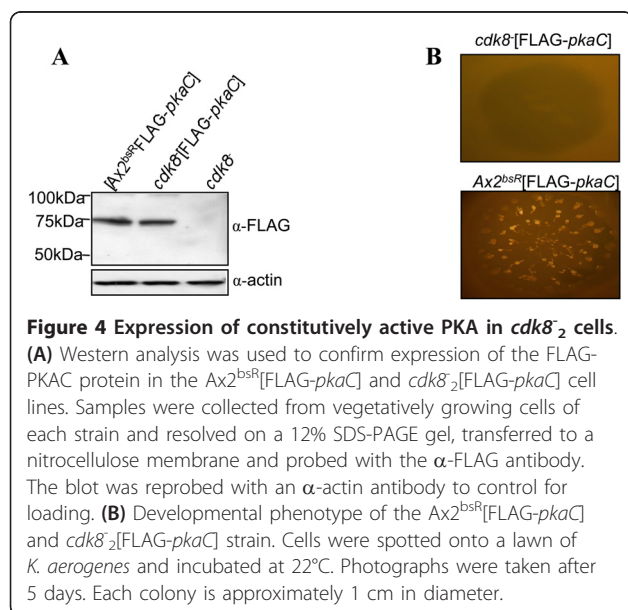 A
B
[Ax2ᵇˢᴿFLAG-pkaC]
cdk8⁻[FLAG-pkaC]
cdk8⁻
100kDa
75kDa
50kDa
α-FLAG
α-actin
cdk8⁻[FLAG-pkaC]
Ax2ᵇˢᴿ[FLAG-pkaC]
Figure 4 Expression of constitutively active PKA in cdk8⁻₂ cells.
(A) Western analysis was used to confirm expression of the FLAG-
PKAC protein in the Ax2ᵇˢᴿ[FLAG-pkaC] and cdk8⁻₂[FLAG-pkaC] cell
lines. Samples were collected from vegetatively growing cells of
each strain and resolved on a 12% SDS-PAGE gel, transferred to a
nitrocellulose membrane and probed with the α-FLAG antibody.
The blot was reprobed with an α-actin antibody to control for
loading. (B) Developmental phenotype of the Ax2ᵇˢᴿ[FLAG-pkaC]
and cdk8⁻₂[FLAG-pkaC] strain. Cells were spotted onto a lawn of
K. aerogenes and incubated at 22°C. Photographs were taken after
5 days. Each colony is approximately 1 cm in diameter.